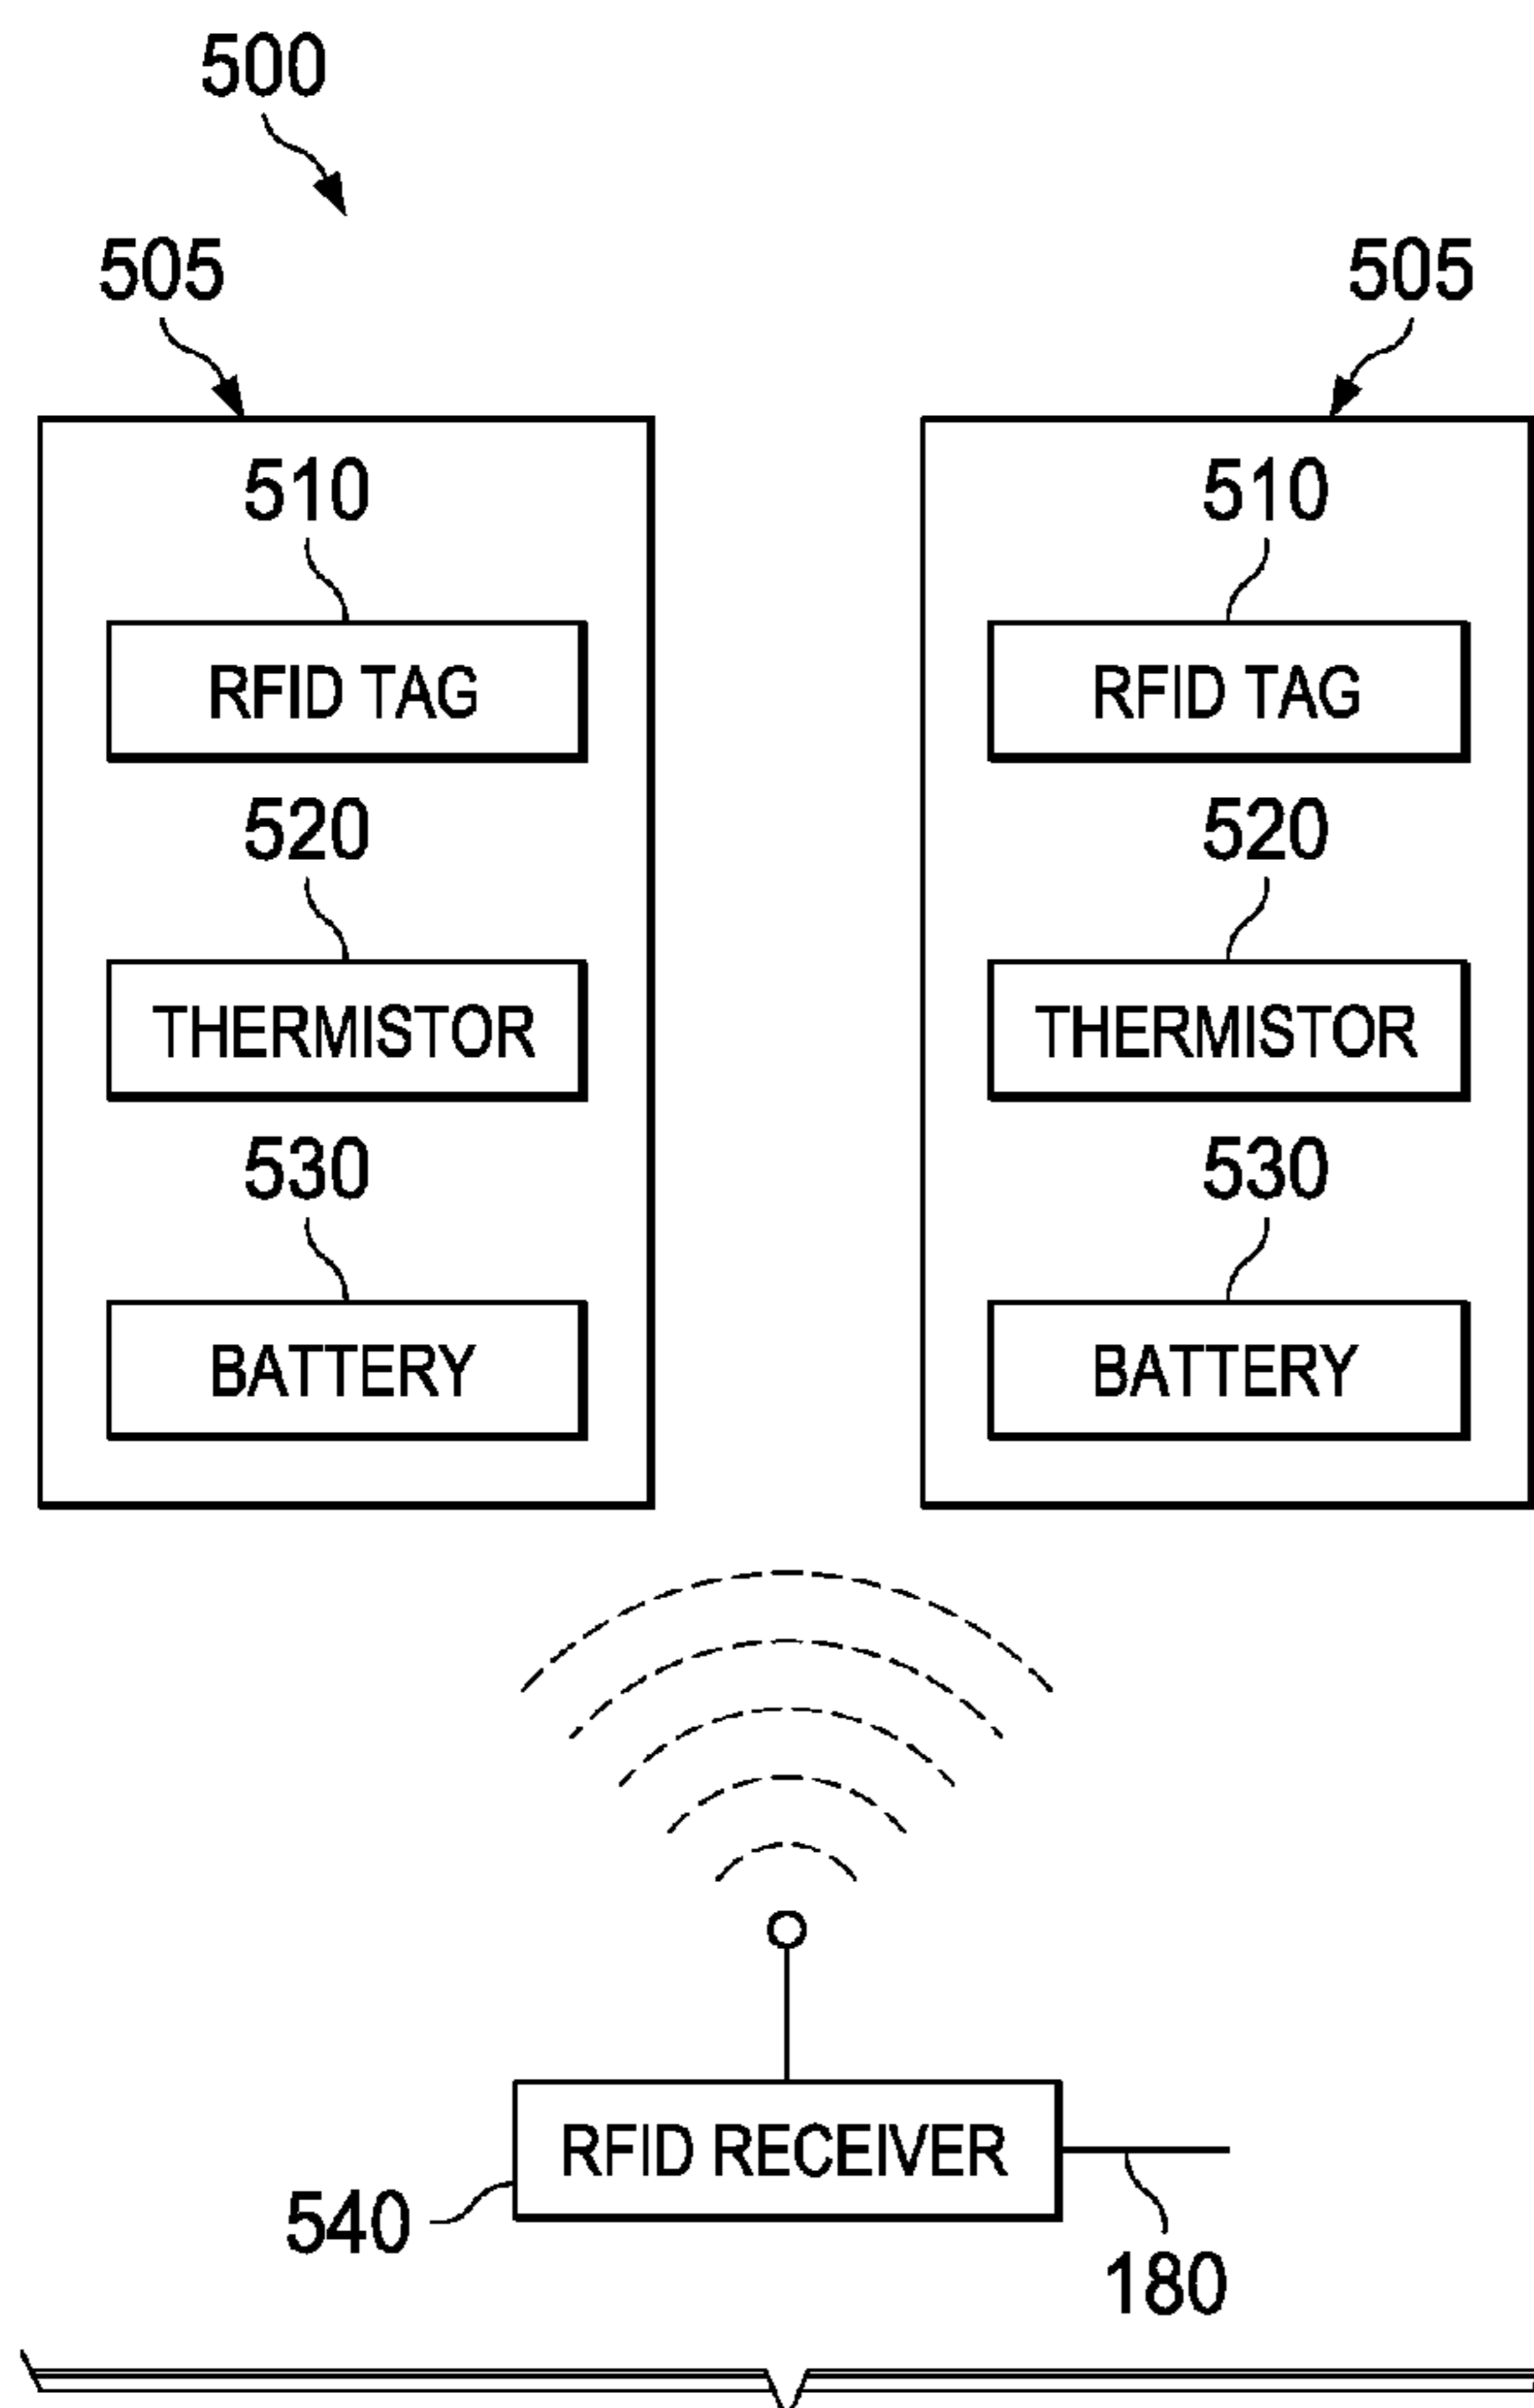 500
505 505
510 510
RFID TAG RFID TAG
520 520
THERMISTOR THERMISTOR
530 530
BATTERY BATTERY
RFID RECEIVER
540
180